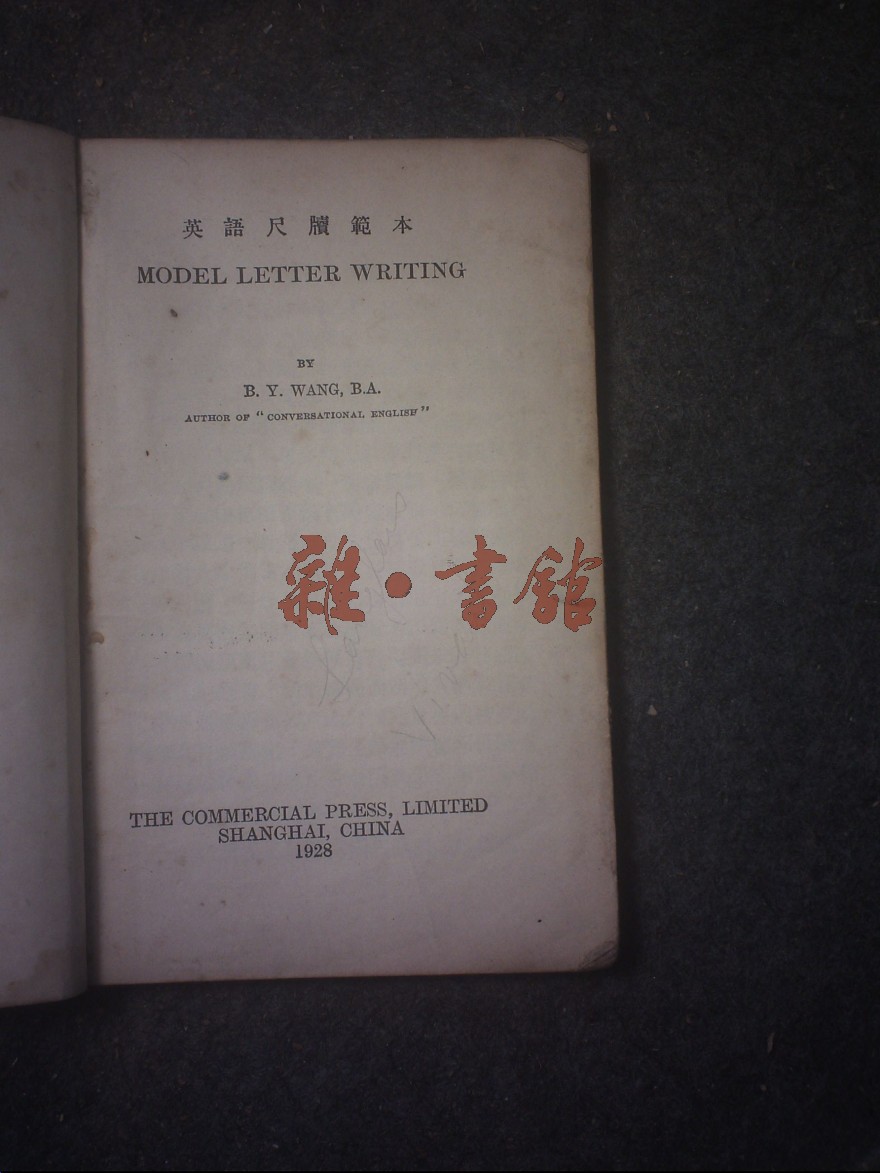 英語尺牘範本
MODEL LETTER WRITING
BY
B. Y. WANG, B.A.
AUTHOR OF "CONVERSATIONAL ENGLISH"
雜·書館
THE COMMERCIAL PRESS, LIMITED
SHANGHAI, CHINA
1928